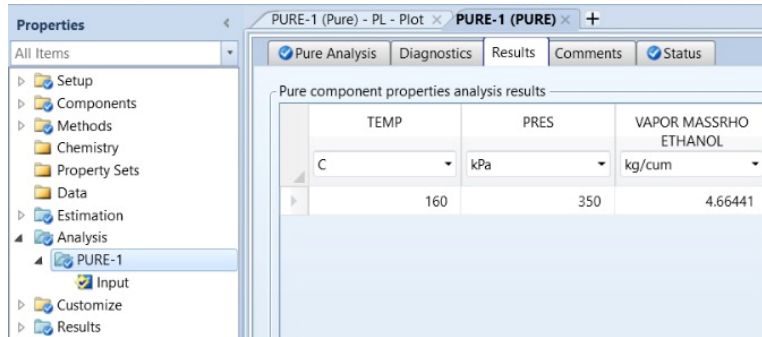 Properties
All Items
Setup
Components
Methods
Chemistry
Property Sets
Data
Estimation
Analysis
PURE-1
Input
Customize
Results
PURE-1 (Pure) - PL - Plot × PURE-1 (PURE) × +
Pure Analysis Diagnostics Results Comments Status
Pure component properties analysis results
TEMP PRES VAPOR MASSRHO
ETHANOL
C kPa kg/cum
160 350 4.66441